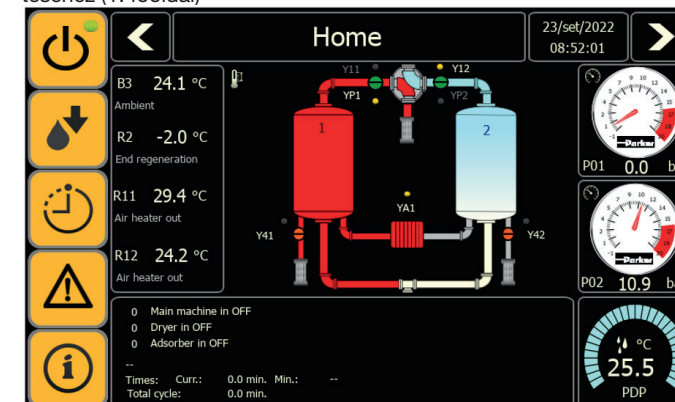 Home
23/set/2022
08:52:01
B3 24.1 °C
Ambient
R2 -2.0 °C
End regeneration
R11 29.4 °C
Air heater out
R12 24.2 °C
Air heater out
Y11
Y12
YP1
YP2
1
2
YA1
Y41
Y42
Parker
P01 0.0 b
Parker
P02 10.9 ba
°C
25.5
PDP
0 Main machine in OFF
0 Dryer in OFF
0 Adsorber in OFF
--
Times: Curr.: 0.0 min. Min.: --
Total cycle: 0.0 min.